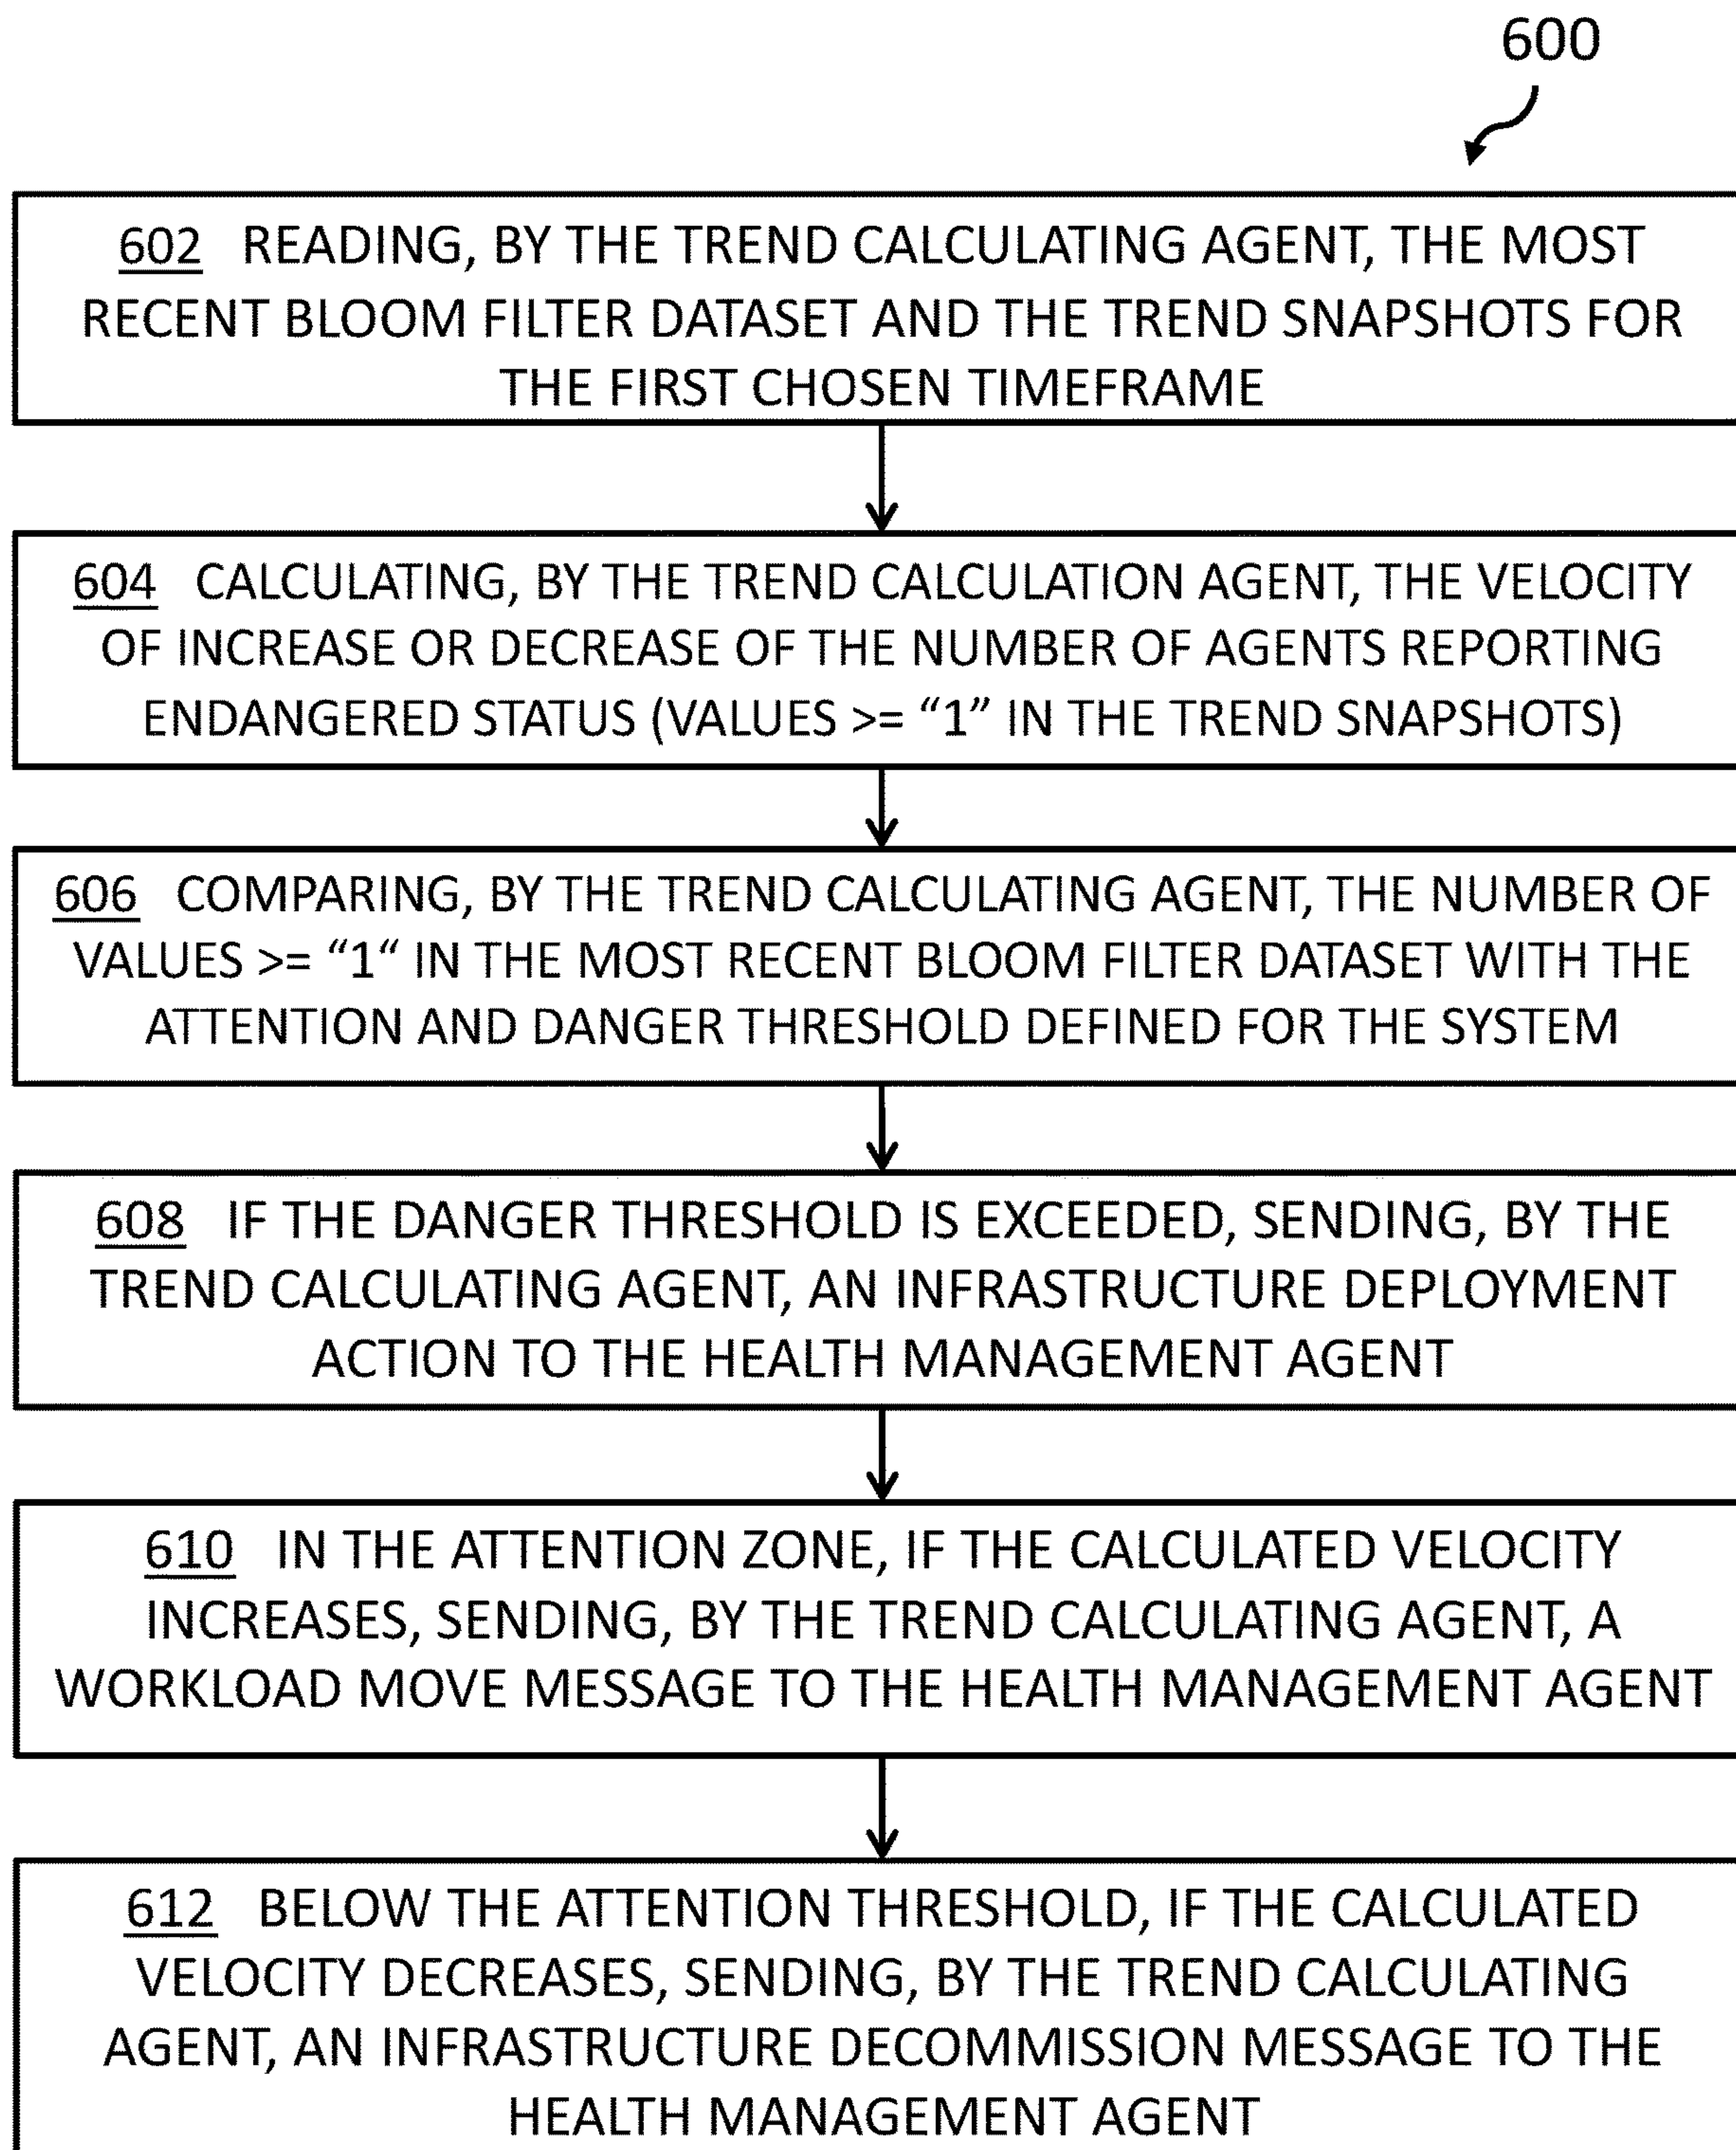 600
602 READING, BY THE TREND CALCULATING AGENT, THE MOST
RECENT BLOOM FILTER DATASET AND THE TREND SNAPSHOTS FOR
THE FIRST CHOSEN TIMEFRAME
604 CALCULATING, BY THE TREND CALCULATION AGENT, THE VELOCITY
OF INCREASE OR DECREASE OF THE NUMBER OF AGENTS REPORTING
ENDANGERED STATUS (VALUES >= “1” IN THE TREND SNAPSHOTS)
606 COMPARING, BY THE TREND CALCULATING AGENT, THE NUMBER OF
VALUES >= “1“ IN THE MOST RECENT BLOOM FILTER DATASET WITH THE
ATTENTION AND DANGER THRESHOLD DEFINED FOR THE SYSTEM
608 IF THE DANGER THRESHOLD IS EXCEEDED, SENDING, BY THE
TREND CALCULATING AGENT, AN INFRASTRUCTURE DEPLOYMENT
ACTION TO THE HEALTH MANAGEMENT AGENT
610 IN THE ATTENTION ZONE, IF THE CALCULATED VELOCITY
INCREASES, SENDING, BY THE TREND CALCULATING AGENT, A
WORKLOAD MOVE MESSAGE TO THE HEALTH MANAGEMENT AGENT
612 BELOW THE ATTENTION THRESHOLD, IF THE CALCULATED
VELOCITY DECREASES, SENDING, BY THE TREND CALCULATING
AGENT, AN INFRASTRUCTURE DECOMMISSION MESSAGE TO THE
HEALTH MANAGEMENT AGENT